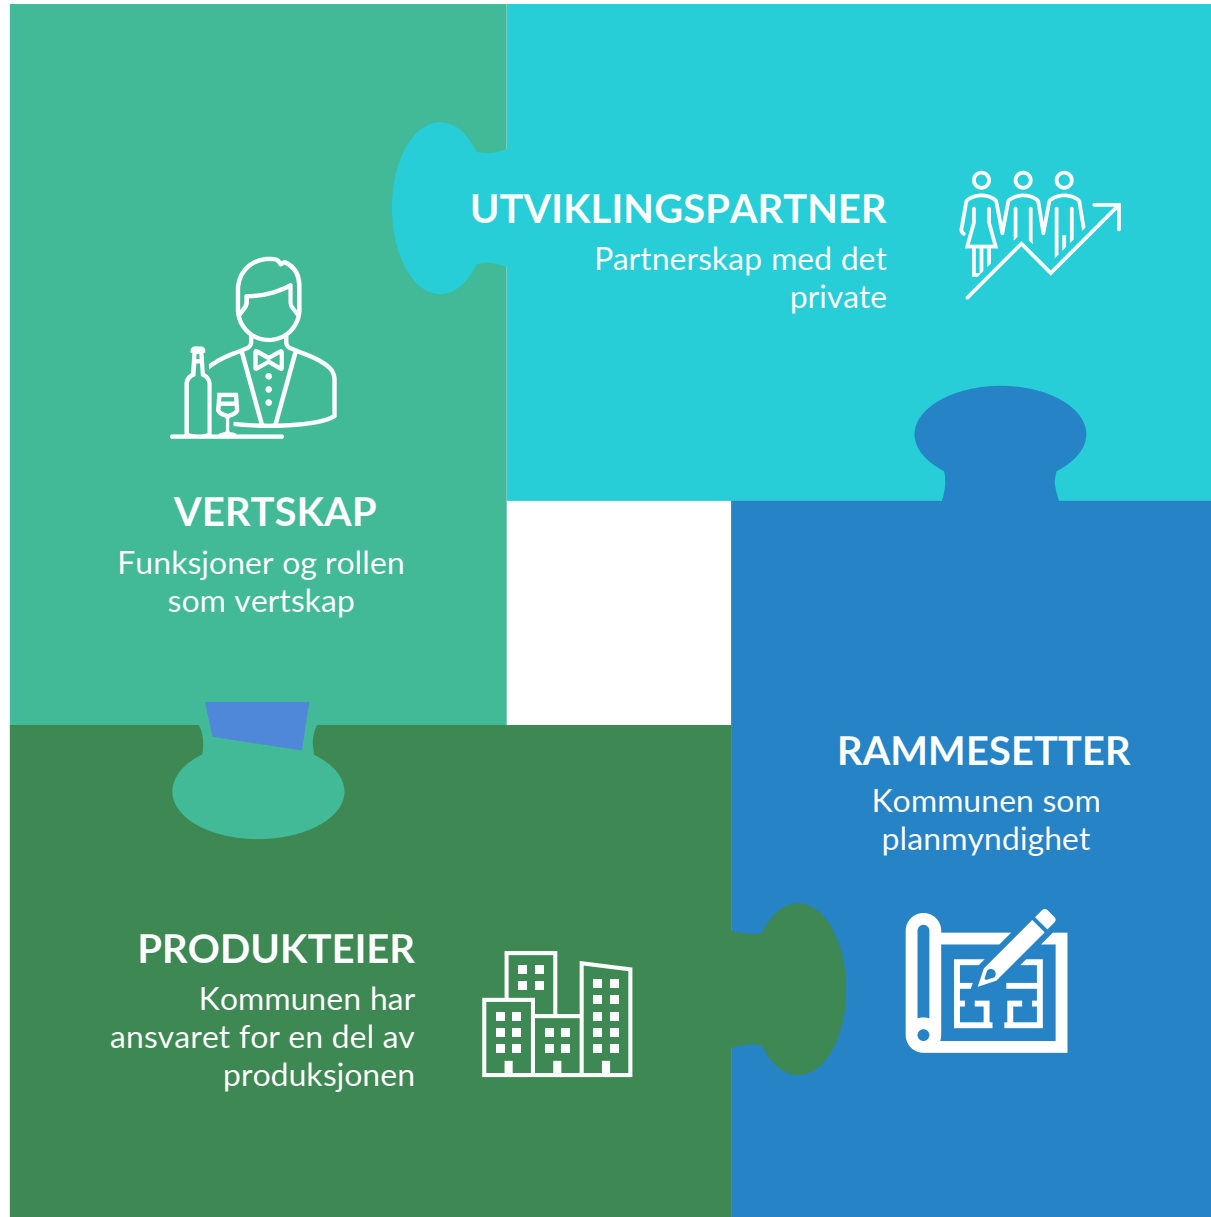 UTVIKLINGSPARTNER
Partnerskap med det
private
VERTSKAP
Funksjoner og rollen
som vertskap
RAMMESETTER
Kommunen som
planmyndighet
PRODUKTEIER
Kommunen har
ansvaret for en del av
produksjonen